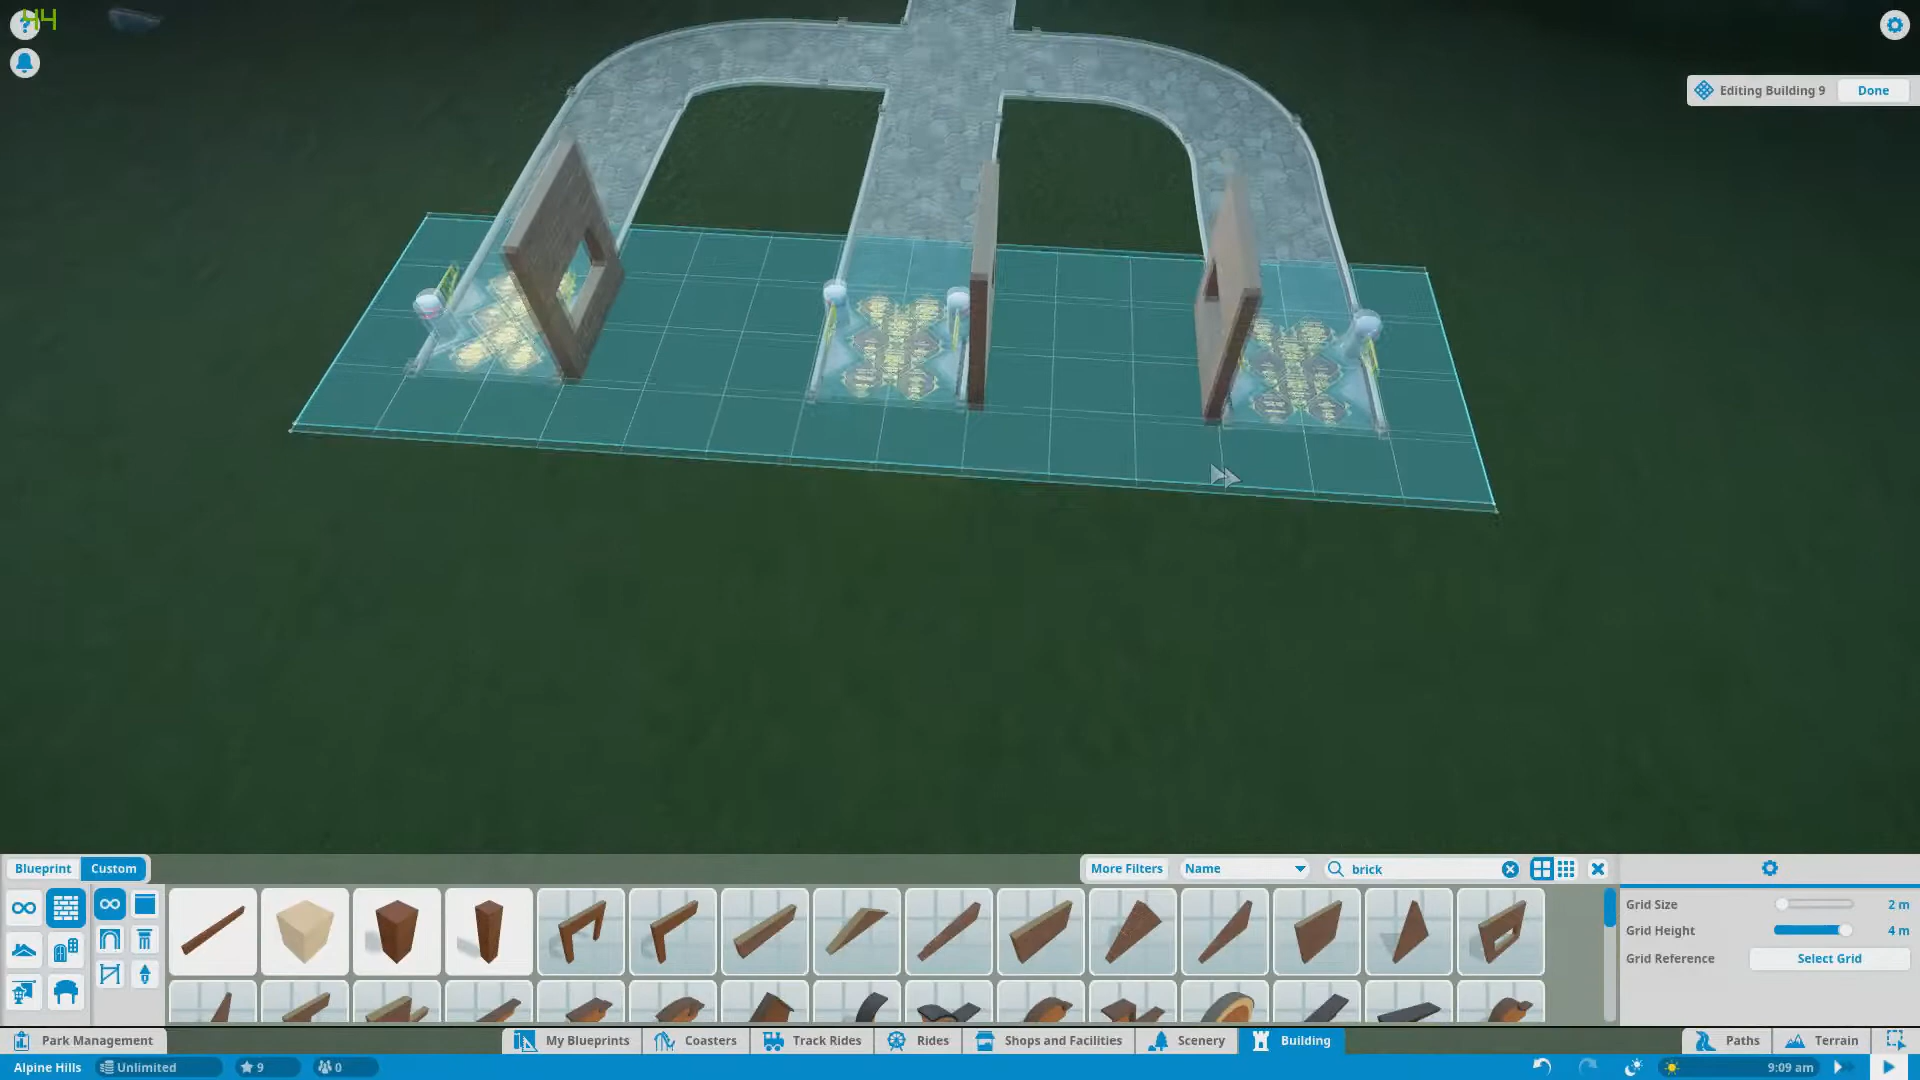 44
Editing Building 9 Done
Blueprint Custom More Filters Name brick
Grid Size 2 m
Grid Height 4 m
Grid Reference Select Grid
Park Management My Blueprints Coasters Track Rides Rides Shops and Facilities Scenery Building Paths Terrain
Alpine Hills Unlimited 9 0 9:09 am